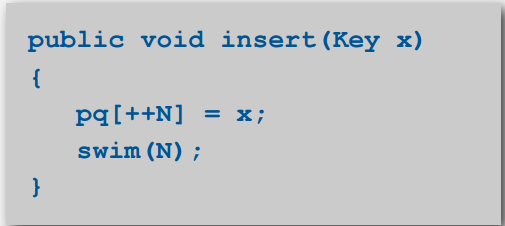 public void insert(Key x)
{
pq[++N] = x;
swim(N);
}